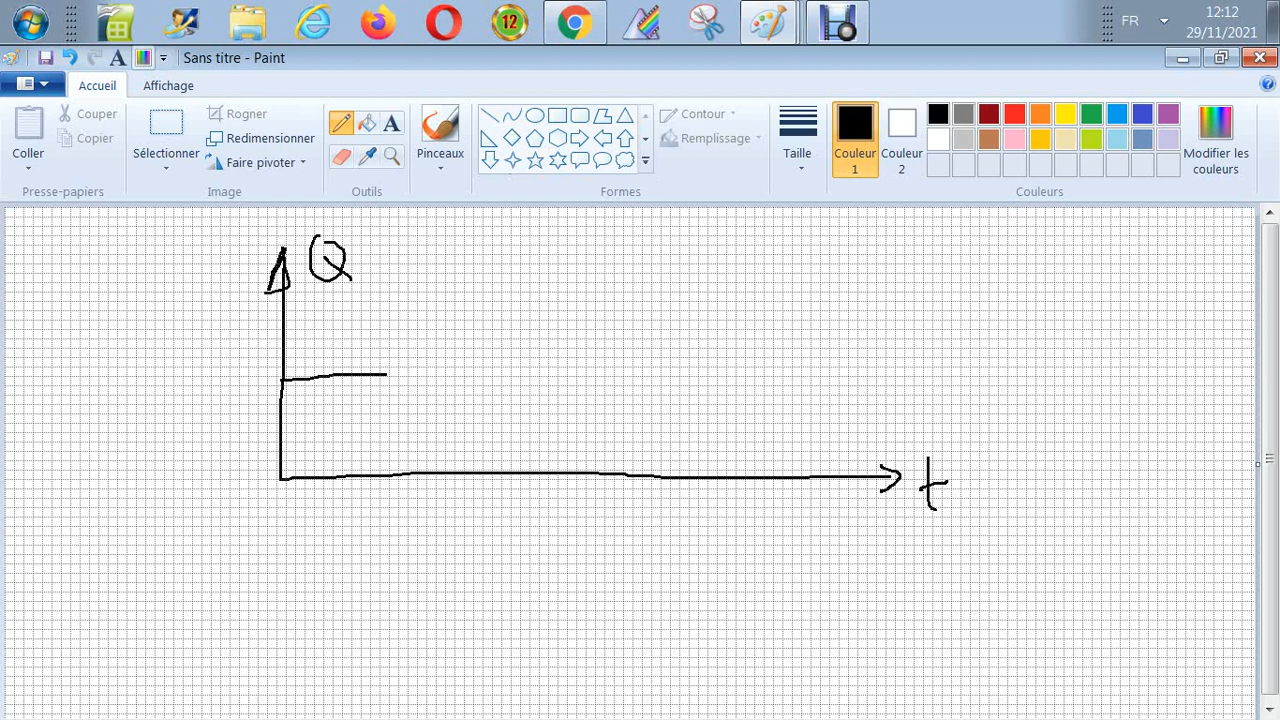 12
FR
12:12
29/11/2021
Sans titre - Paint
Accueil
Affichage
Coller
Couper
Copier
Presse-papiers
Sélectionner
Rogner
Redimensionner
Faire pivoter
Image
A
Outils
Pinceaux
Contour
Remplissage
Formes
Taille
Couleur
1
Couleur
2
Modifier les
couleurs
Couleurs
Q
t